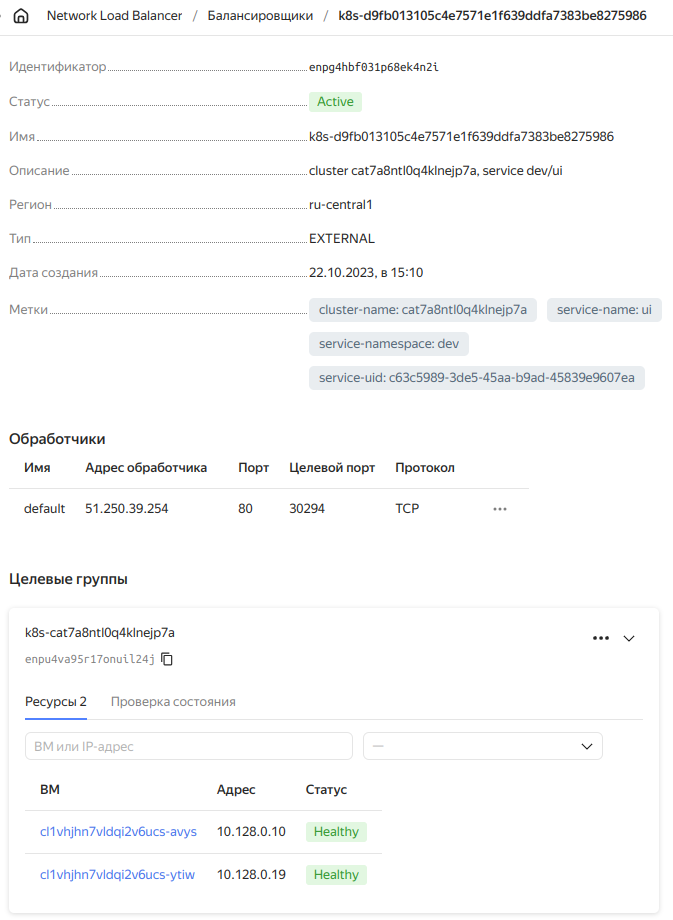 Network Load Balancer / Балансировщики / k8s-d9fb013105c4e7571e1f639ddfa7383be8275986
Идентификатор enpg4hbf031p68ek4n2i
Статус Active
Имя k8s-d9fb013105c4e7571e1f639ddfa7383be8275986
Описание cluster cat7a8ntl0q4klnejp7a, service dev/ui
Регион ru-central1
Тип EXTERNAL
Дата создания 22.10.2023, в 15:10
Метки cluster-name: cat7a8ntl0q4klnejp7a service-name: ui
service-namespace: dev
service-uid: c63c5989-3de5-45aa-b9ad-45839e9607ea
Обработчики
Имя Адрес обработчика Порт Целевой порт Протокол
default 51.250.39.254 80 30294 TCP
Целевые группы
k8s-cat7a8ntl0q4klnejp7a
enpu4va95r17onuil24j
Ресурсы 2 Проверка состояния
ВМ или IP-адрес —
ВМ Адрес Статус
cl1vhjhn7vldqi2v6ucs-avys 10.128.0.10 Healthy
cl1vhjhn7vldqi2v6ucs-ytiw 10.128.0.19 Healthy